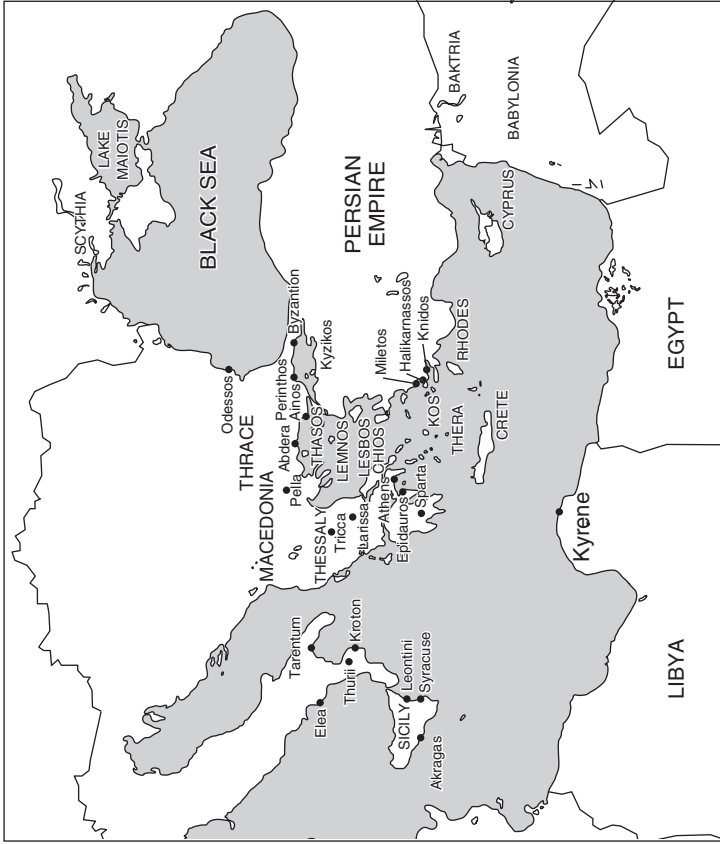 SCYTHIA
LAKE
MAIOTIS
BLACK SEA
Odessos
THRACE
MACEDONIA
Byzantion
Perinthos
Ainos
Abdera
Pella
Kyzikos
THASOS
LEMNOS
LESBOS
CHIOS
THESSALY
Tricca
Larissa
Athens
Epidauros
Sparta
PERSIAN
EMPIRE
Miletos
Halikarnassos
Knidos
KOS
RHODES
THERA
CRETE
CYPRUS
BAKTRIA
BABYLONIA
Tarentum
Kroton
Thurii
Elea
SICILY
Leontini
Syracuse
Akragas
Kyrene
EGYPT
LIBYA